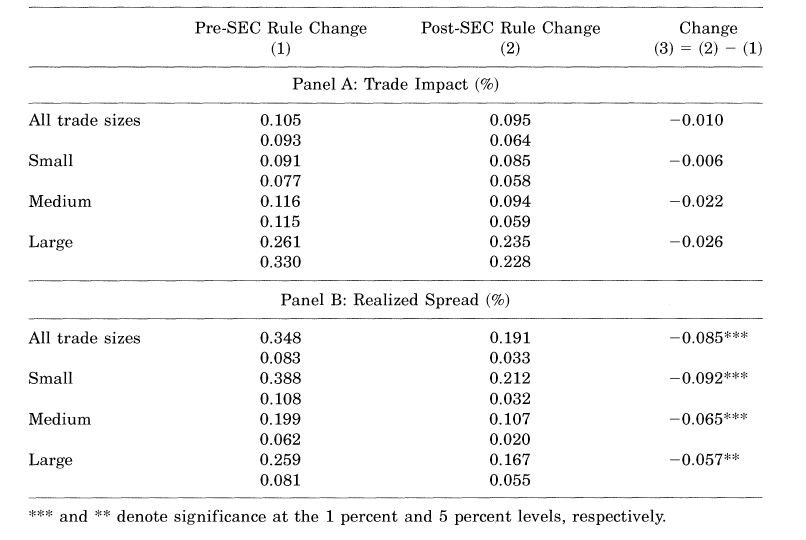 Pre-SEC Rule Change Post-SEC Rule Change Change
(1) (2) (3) = (2) − (1)
Panel A: Trade Impact (%)
All trade sizes 0.105 0.095 −0.010
0.093 0.064
Small 0.091 0.085 −0.006
0.077 0.058
Medium 0.116 0.094 −0.022
0.115 0.059
Large 0.261 0.235 −0.026
0.330 0.228
Panel B: Realized Spread (%)
All trade sizes 0.348 0.191 −0.085***
0.083 0.033
Small 0.388 0.212 −0.092***
0.108 0.032
Medium 0.199 0.107 −0.065***
0.062 0.020
Large 0.259 0.167 −0.057**
0.081 0.055
*** and ** denote significance at the 1 percent and 5 percent levels, respectively.